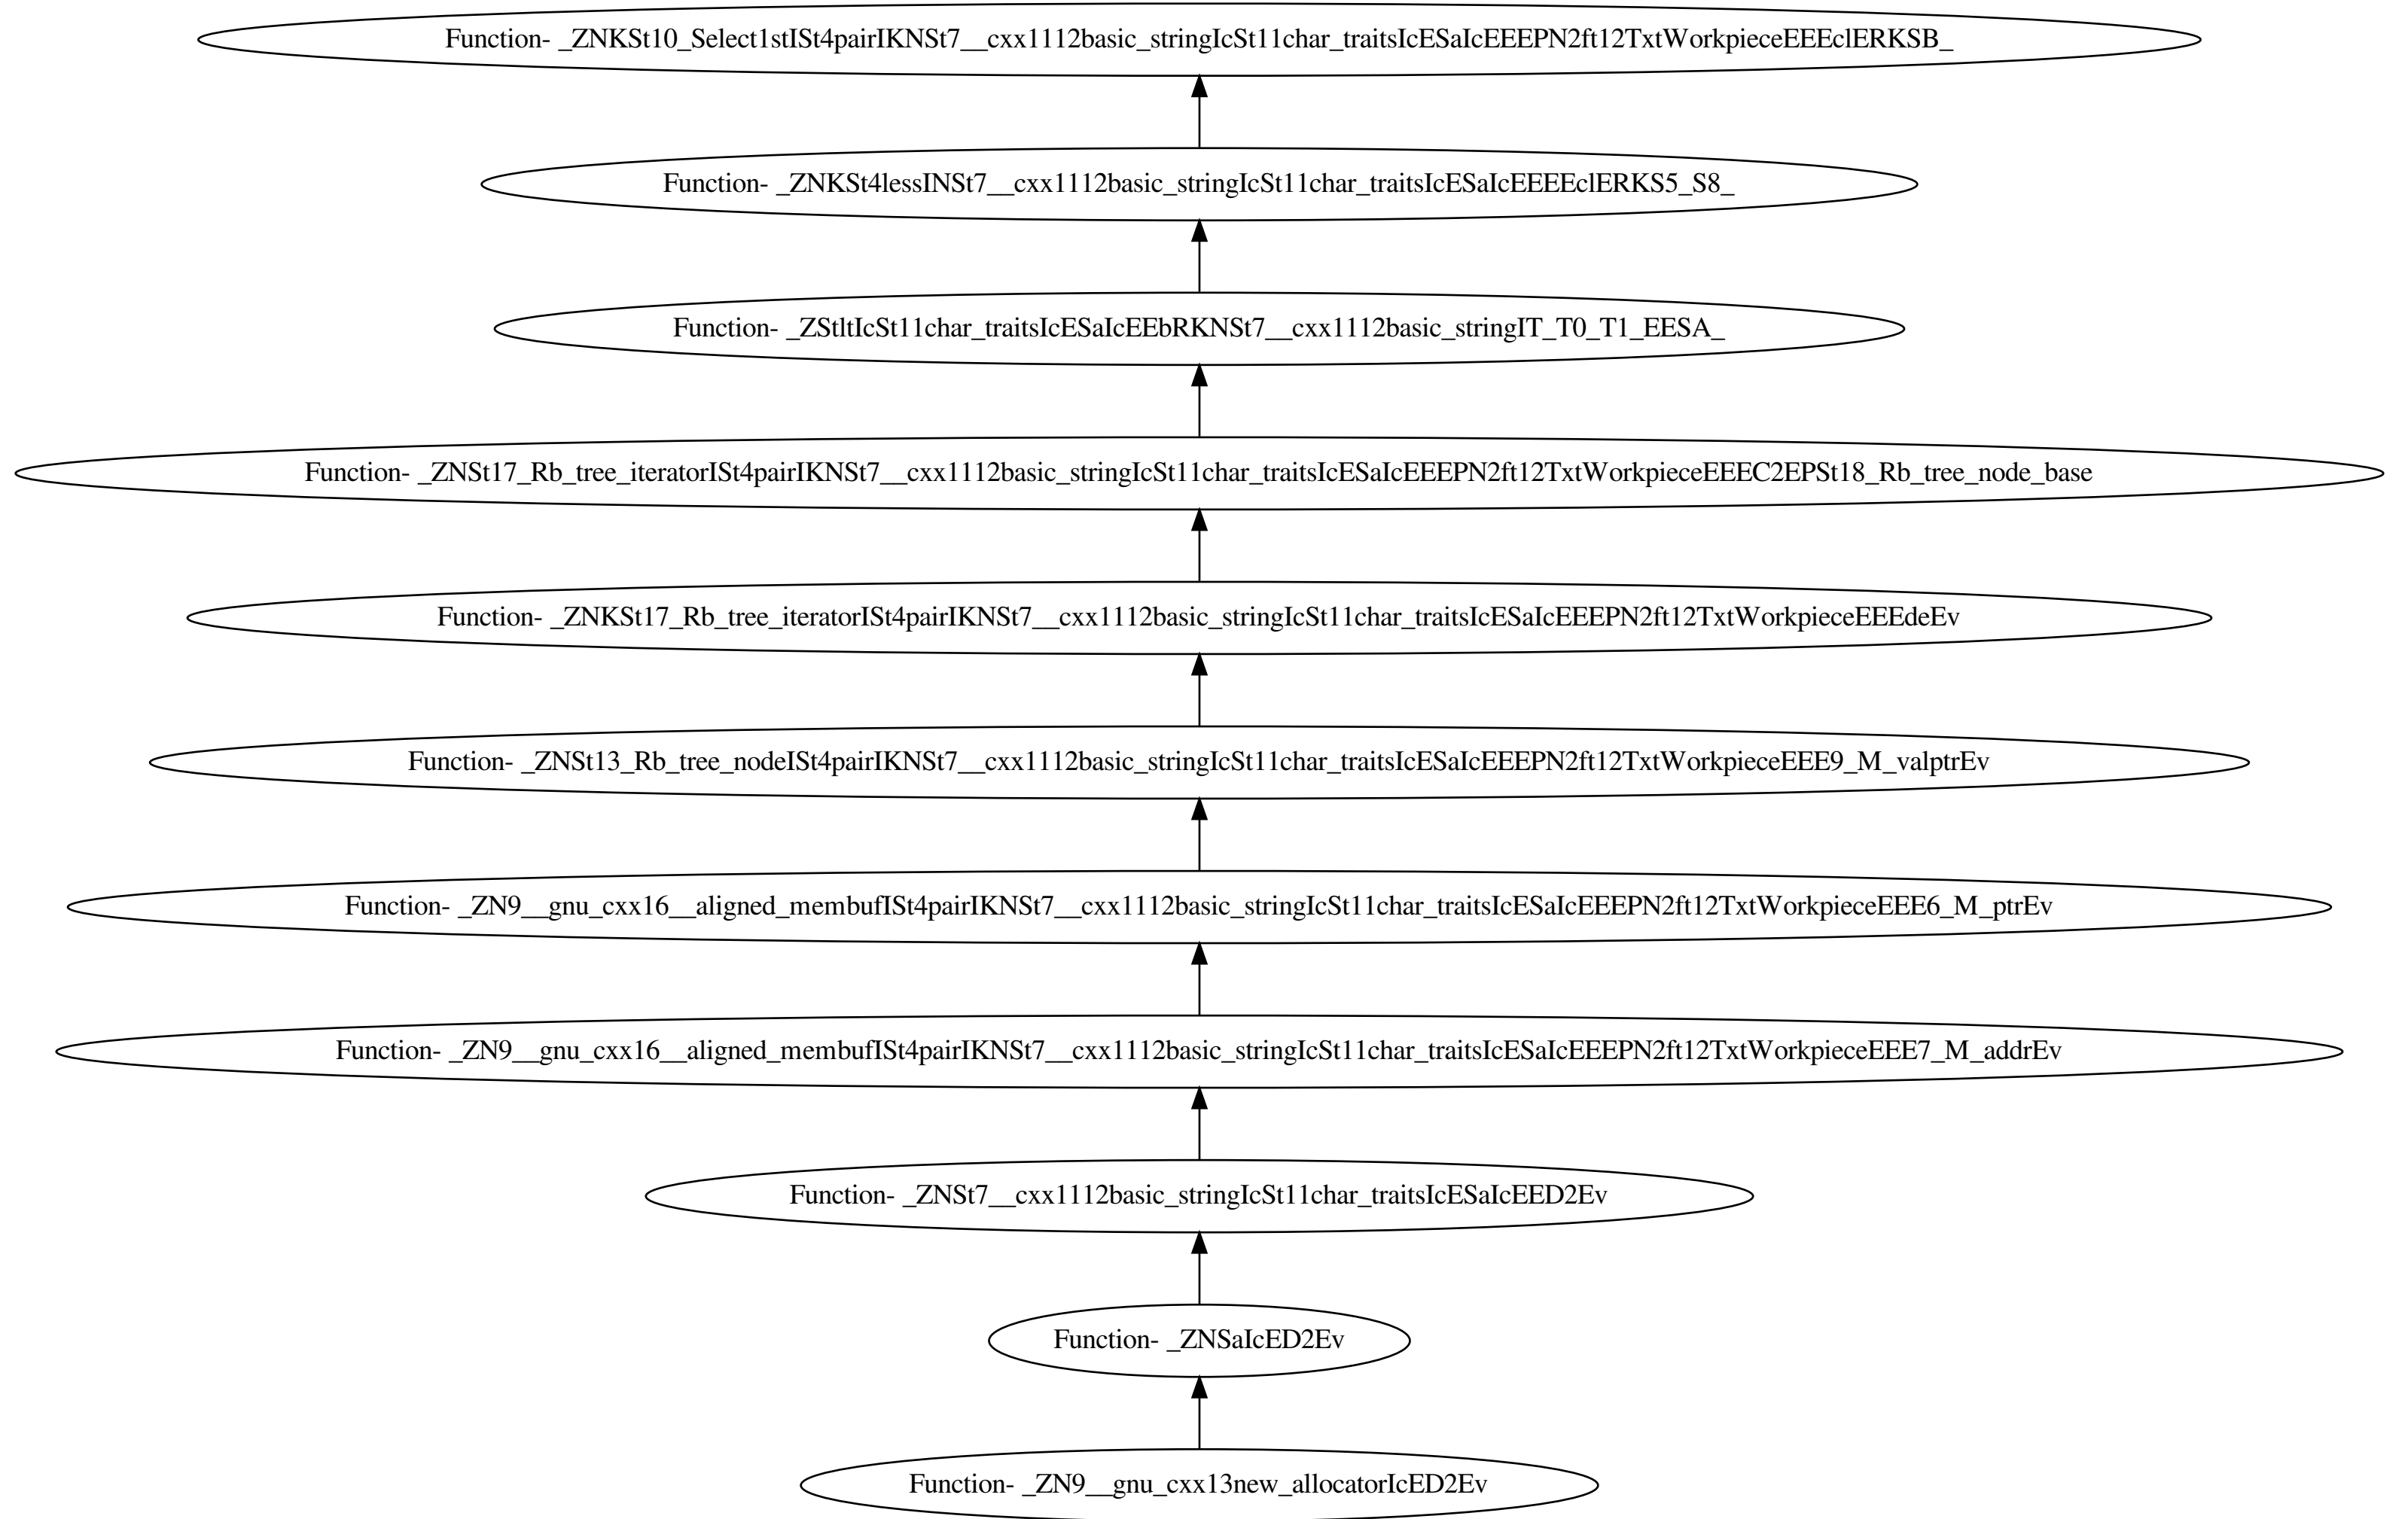 Function- _ZNKSt10_Select1stISt4pairIKNSt7__cxx1112basic_stringIcSt11char_traitsIcESaIcEEEPN2ft12TxtWorkpieceEEEclERKSB_
Function- _ZNKSt4lessINSt7__cxx1112basic_stringIcSt11char_traitsIcESaIcEEEEclERKS5_S8_
Function- _ZStltIcSt11char_traitsIcESaIcEEbRKNSt7__cxx1112basic_stringIT_T0_T1_EESA_
Function- _ZNSt17_Rb_tree_iteratorISt4pairIKNSt7__cxx1112basic_stringIcSt11char_traitsIcESaIcEEEPN2ft12TxtWorkpieceEEEC2EPSt18_Rb_tree_node_base
Function- _ZNKSt17_Rb_tree_iteratorISt4pairIKNSt7__cxx1112basic_stringIcSt11char_traitsIcESaIcEEEPN2ft12TxtWorkpieceEEEdeEv
Function- _ZNSt13_Rb_tree_nodeISt4pairIKNSt7__cxx1112basic_stringIcSt11char_traitsIcESaIcEEEPN2ft12TxtWorkpieceEEE9_M_valptrEv
Function- _ZN9__gnu_cxx16__aligned_membufISt4pairIKNSt7__cxx1112basic_stringIcSt11char_traitsIcESaIcEEEPN2ft12TxtWorkpieceEEE6_M_ptrEv
Function- _ZN9__gnu_cxx16__aligned_membufISt4pairIKNSt7__cxx1112basic_stringIcSt11char_traitsIcESaIcEEEPN2ft12TxtWorkpieceEEE7_M_addrEv
Function- _ZNSt7__cxx1112basic_stringIcSt11char_traitsIcESaIcEED2Ev
Function- _ZNSaIcED2Ev
Function- _ZN9__gnu_cxx13new_allocatorIcED2Ev